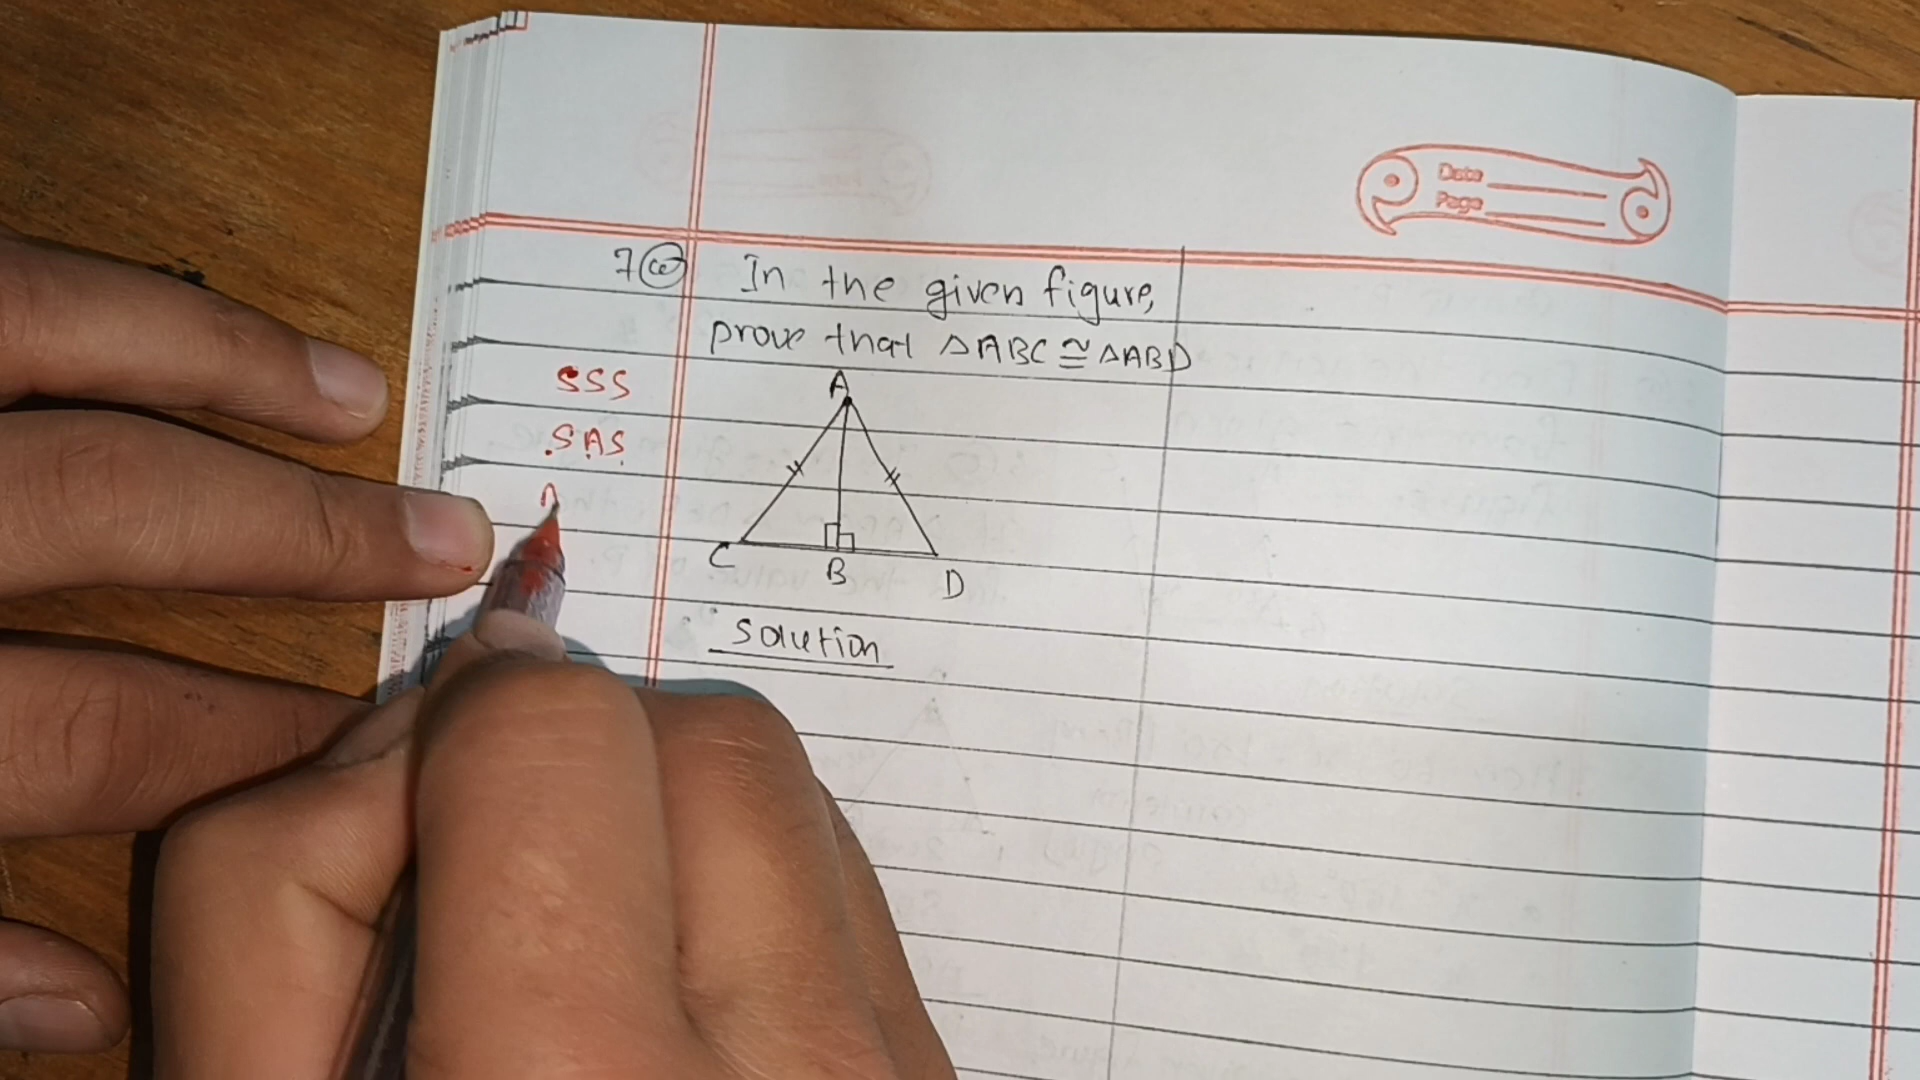 Date
Page
7(a) In the given figure,
prove that △ABC ≅ △ABD
SSS
SAS
A
A
C
B
D
Solution